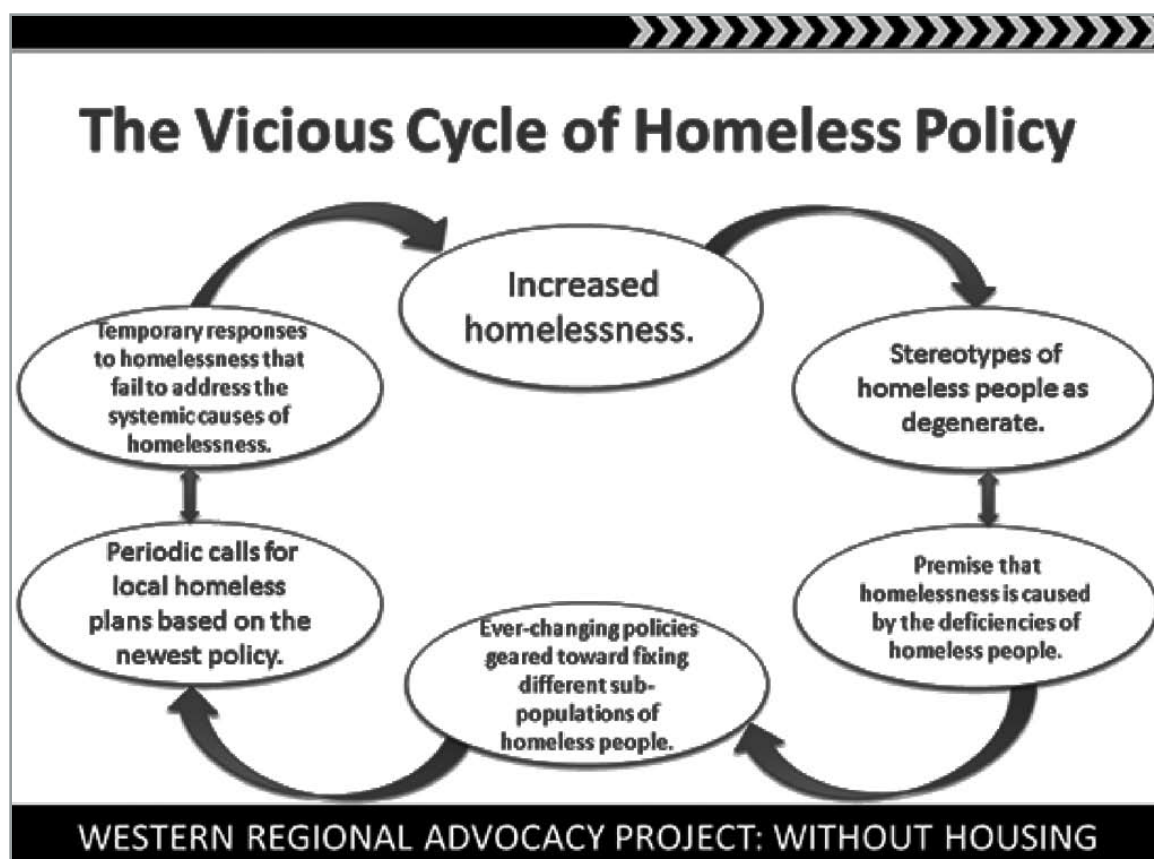 The Vicious Cycle of Homeless Policy
Increased
homelessness.
Stereotypes of
homeless people as
degenerate.
Premise that
homelessness is caused
by the deficiencies of
homeless people.
Ever-changing policies
geared toward fixing
different sub-
populations of
homeless people.
Periodic calls for
local homeless
plans based on the
newest policy.
Temporary responses
to homelessness that
fail to address the
systemic causes of
homelessness.
WESTERN REGIONAL ADVOCACY PROJECT: WITHOUT HOUSING